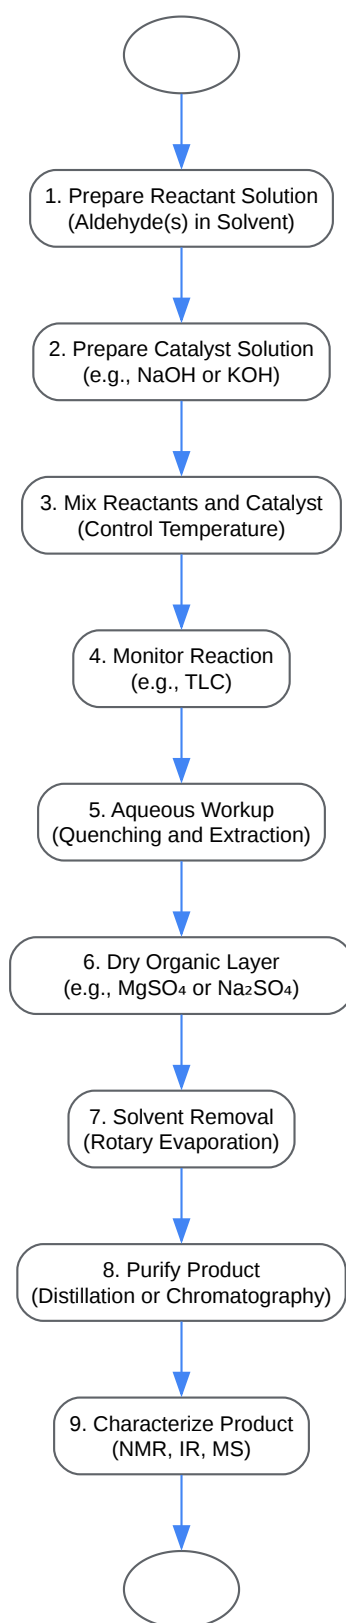 1. Prepare Reactant Solution
(Aldehyde(s) in Solvent)
2. Prepare Catalyst Solution
(e.g., NaOH or KOH)
3. Mix Reactants and Catalyst
(Control Temperature)
4. Monitor Reaction
(e.g., TLC)
5. Aqueous Workup
(Quenching and Extraction)
6. Dry Organic Layer
(e.g., MgSO₄ or Na₂SO₄)
7. Solvent Removal
(Rotary Evaporation)
8. Purify Product
(Distillation or Chromatography)
9. Characterize Product
(NMR, IR, MS)